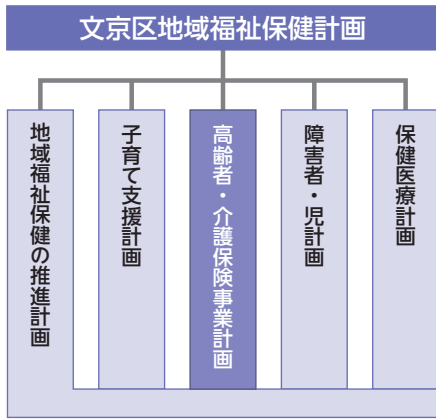 文京区地域福祉保健計画
地域福祉保健の推進計画
子育て支援計画
高齢者・介護保険事業計画
障害者・児計画
保健医療計画